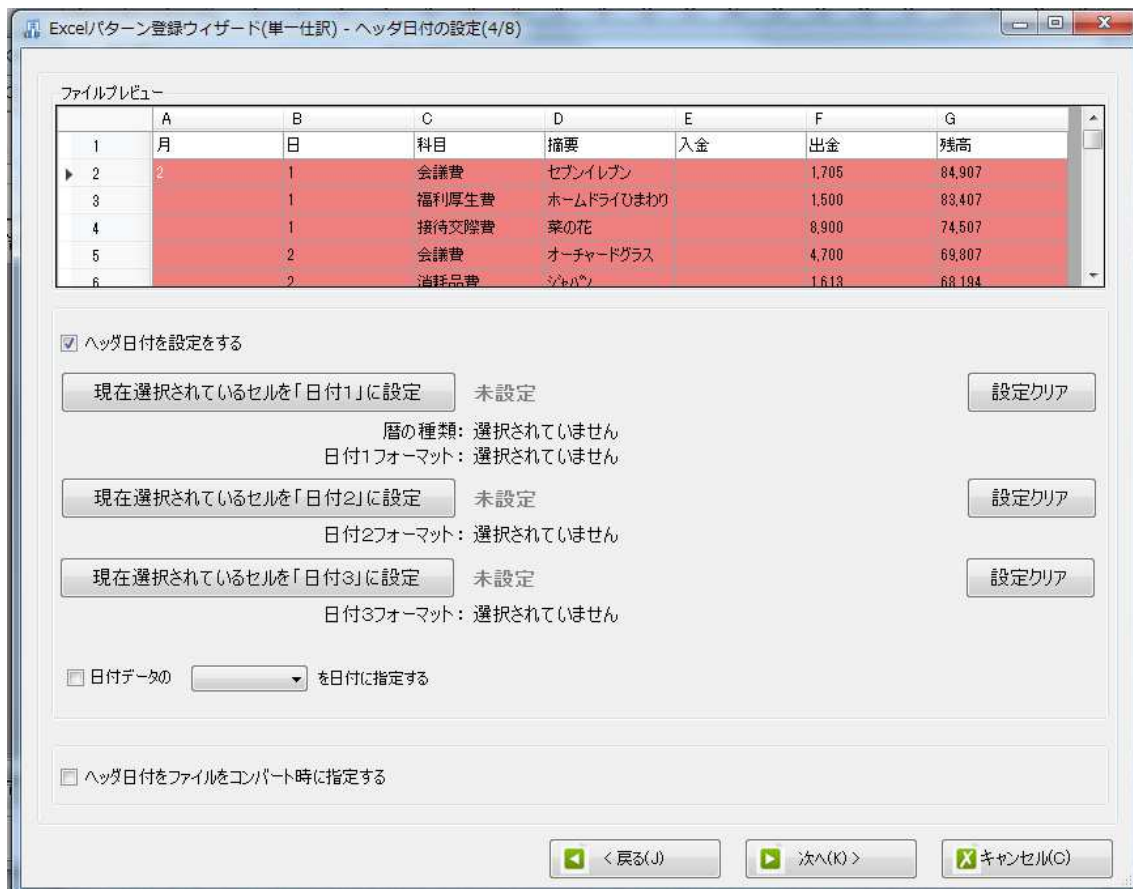 Excelパターン登録ウィザード(単一仕訳) - ヘッダ日付の設定(4/8)
ファイルプレビュー
A B C D E F G
1 月 日 科目 摘要 入金 出金 残高
2 2 1 会議費 セブンイレブン 1,705 84,907
3 1 福利厚生費 ホームドライひまわり 1,500 83,407
4 1 接待交際費 菜の花 8,900 74,507
5 2 会議費 オーチャードグラス 4,700 69,807
6 2 消耗品費 ジャパン 1,613 68,194
ヘッダ日付を設定をする
現在選択されているセルを「日付1」に設定 未設定 設定クリア
暦の種類: 選択されていません
日付1フォーマット: 選択されていません
現在選択されているセルを「日付2」に設定 未設定 設定クリア
日付2フォーマット: 選択されていません
現在選択されているセルを「日付3」に設定 未設定 設定クリア
日付3フォーマット: 選択されていません
日付データの を日付に指定する
ヘッダ日付をファイルをコンバート時に指定する
< 戻る(J) 次へ(K) > キャンセル(C)